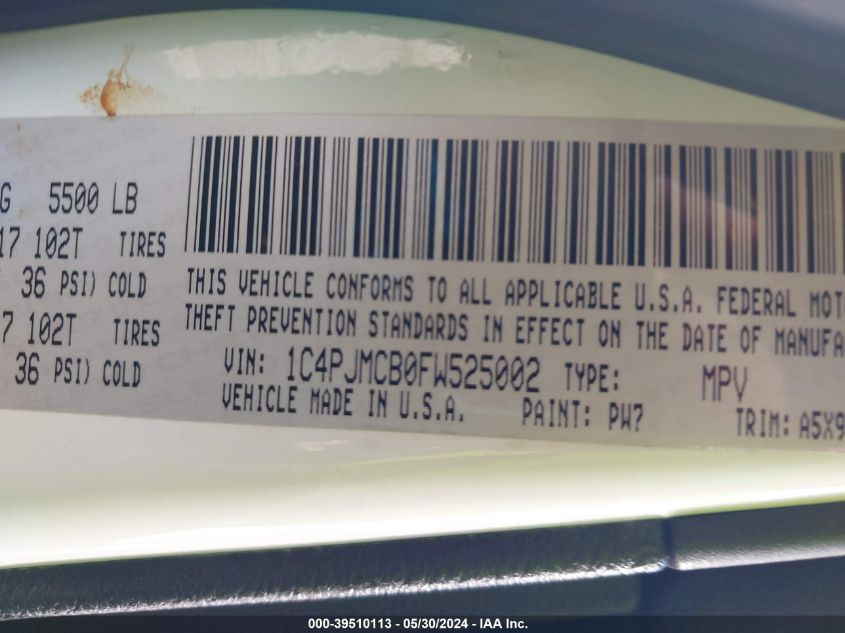 G 5500 LB
17 102T TIRES
36 PSI) COLD
7 102T TIRES
36 PSI) COLD
THIS VEHICLE CONFORMS TO ALL APPLICABLE U.S.A. FEDERAL MOT
THEFT PREVENTION STANDARDS IN EFFECT ON THE DATE OF MANUFA
VIN: 1C4PJMCB0FW525002 TYPE: MPV
VEHICLE MADE IN U.S.A. PAINT: PW7 TRIM: A5X9
000-39510113 - 05/30/2024 - IAA Inc.